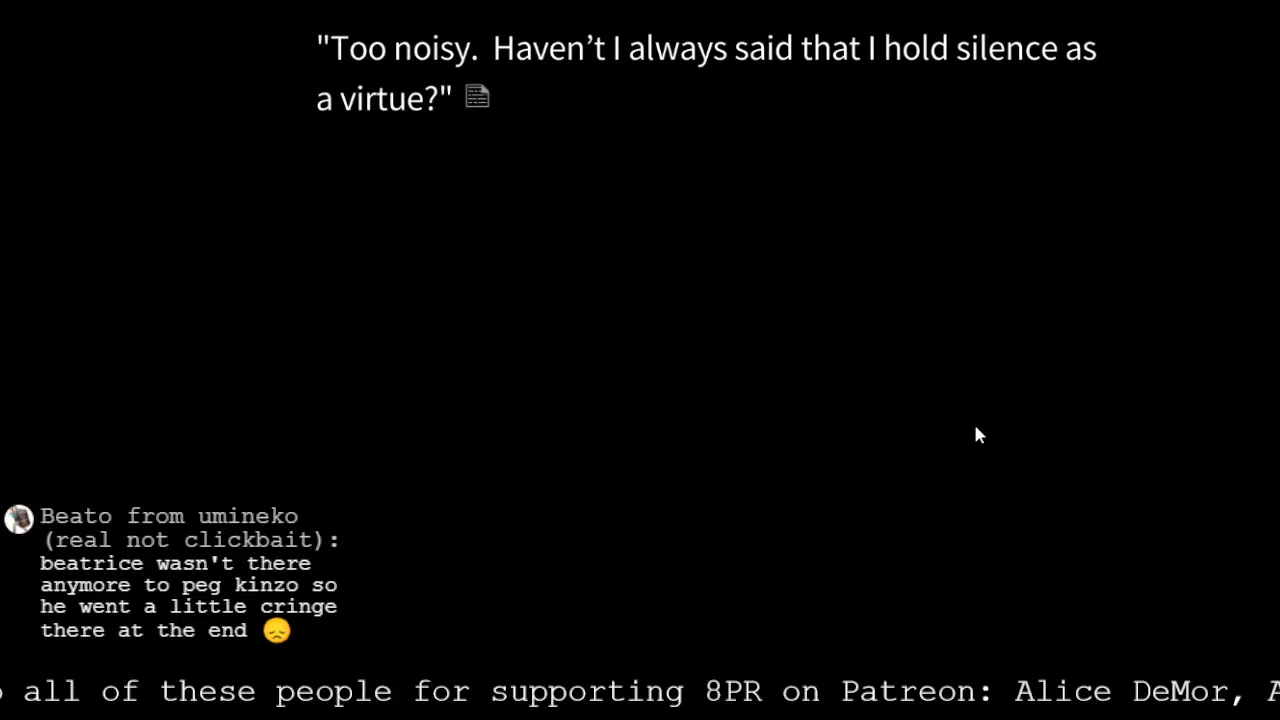 "Too noisy.  Haven’t I always said that I hold silence as
a virtue?"
Beato from umineko
(real not clickbait):
beatrice wasn't there
anymore to peg kinzo so
he went a little cringe
there at the end 😞
all of these people for supporting 8PR on Patreon: Alice DeMor,